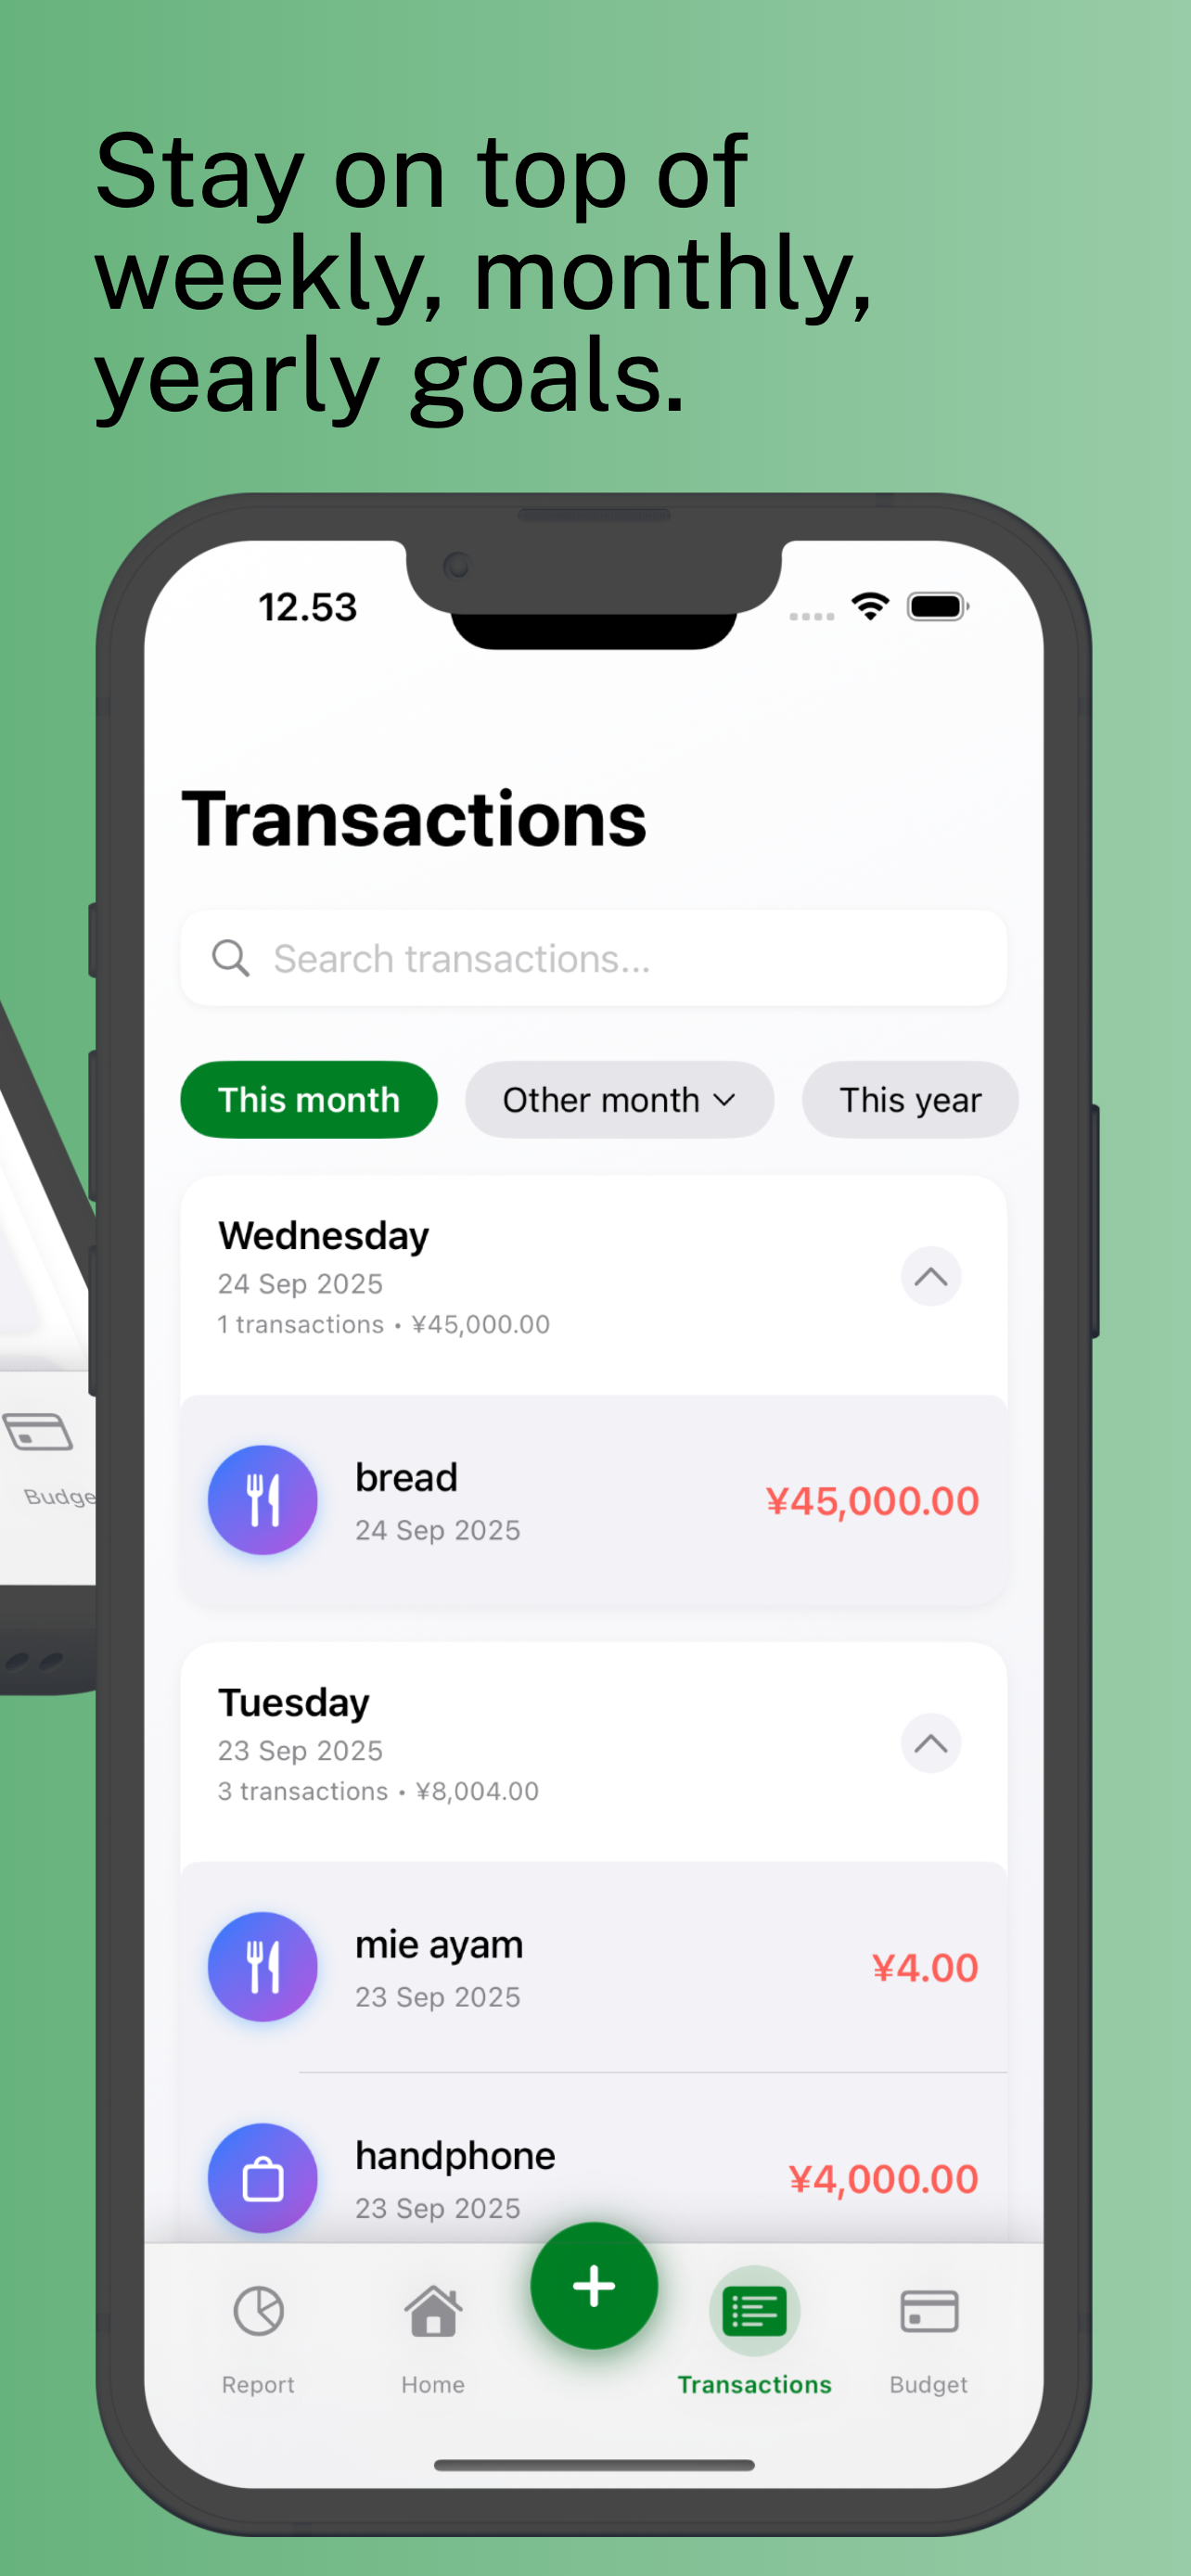 Stay on top of
weekly, monthly,
yearly goals.
12.53
Transactions
Search transactions...
This month
Other month
This year
Wednesday
24 Sep 2025
1 transactions • ¥45,000.00
bread
¥45,000.00
24 Sep 2025
Tuesday
23 Sep 2025
3 transactions • ¥8,004.00
mie ayam
¥4.00
23 Sep 2025
handphone
¥4,000.00
23 Sep 2025
Report
Home
Transactions
Budget
Budge